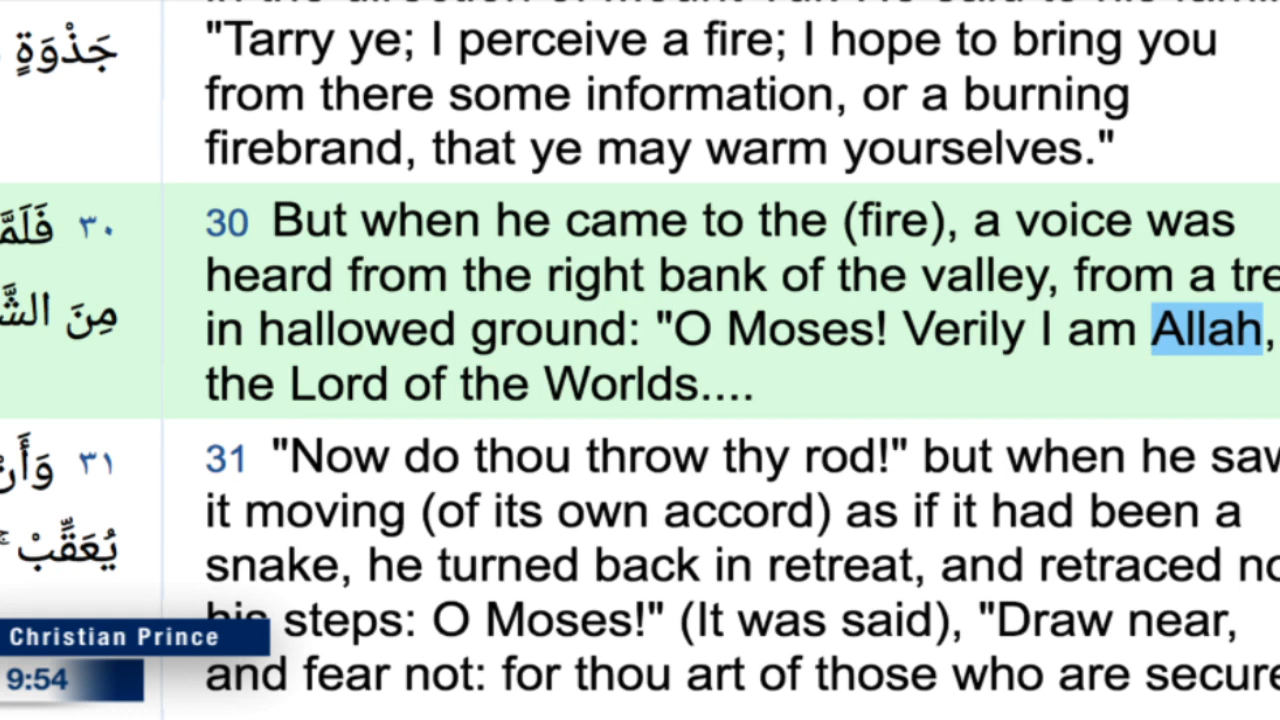 جَذْوَةٍ
"Tarry ye; I perceive a fire; I hope to bring you
from there some information, or a burning
firebrand, that ye may warm yourselves."
٣٠ فَلَمَّ
مِنَ الشَّ
30 But when he came to the (fire), a voice was
heard from the right bank of the valley, from a tre
in hallowed ground: "O Moses! Verily I am Allah,
the Lord of the Worlds....
٣١ وَأَنْ
يُعَقِّبْ ۚ
31 "Now do thou throw thy rod!" but when he saw
it moving (of its own accord) as if it had been a
snake, he turned back in retreat, and retraced no
his steps: O Moses!" (It was said), "Draw near,
and fear not: for thou art of those who are secure
Christian Prince
9:54